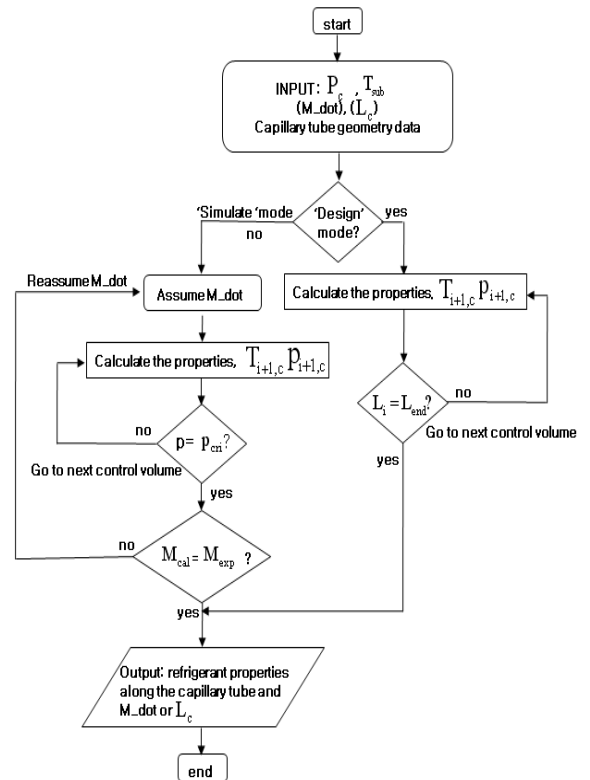 start
INPUT: P_c , T_sub
(M_dot), (L_c)
Capillary tube geometry data
'Simulate 'mode
no
'Design'
mode?
yes
Reassume M_dot
Assume M_dot
Calculate the properties, T_i+1,c P_i+1,c
Calculate the properties, T_i+1,c P_i+1,c
no
p= p_cri?
Go to next control volume
yes
L_i =L_end?
no
Go to next control volume
yes
no
M_cal= M_exp ?
yes
Output: refrigerant properties
along the capillary tube and
M_dot or L_c
end